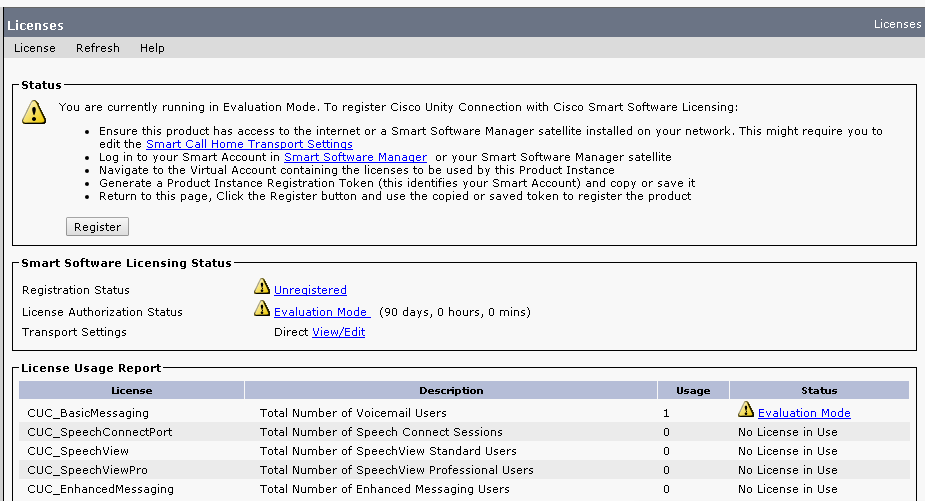 Licenses
Licenses
License Refresh Help
Status
You are currently running in Evaluation Mode. To register Cisco Unity Connection with Cisco Smart Software Licensing:
• Ensure this product has access to the internet or a Smart Software Manager satellite installed on your network. This might require you to
edit the Smart Call Home Transport Settings
• Log in to your Smart Account in Smart Software Manager or your Smart Software Manager satellite
• Navigate to the Virtual Account containing the licenses to be used by this Product Instance
• Generate a Product Instance Registration Token (this identifies your Smart Account) and copy or save it
• Return to this page, Click the Register button and use the copied or saved token to register the product
Register
Smart Software Licensing Status
Registration Status Unregistered
License Authorization Status Evaluation Mode (90 days, 0 hours, 0 mins)
Transport Settings Direct View/Edit
License Usage Report
License Description Usage Status
CUC_BasicMessaging Total Number of Voicemail Users 1 Evaluation Mode
CUC_SpeechConnectPort Total Number of Speech Connect Sessions 0 No License in Use
CUC_SpeechView Total Number of SpeechView Standard Users 0 No License in Use
CUC_SpeechViewPro Total Number of SpeechView Professional Users 0 No License in Use
CUC_EnhancedMessaging Total Number of Enhanced Messaging Users 0 No License in Use